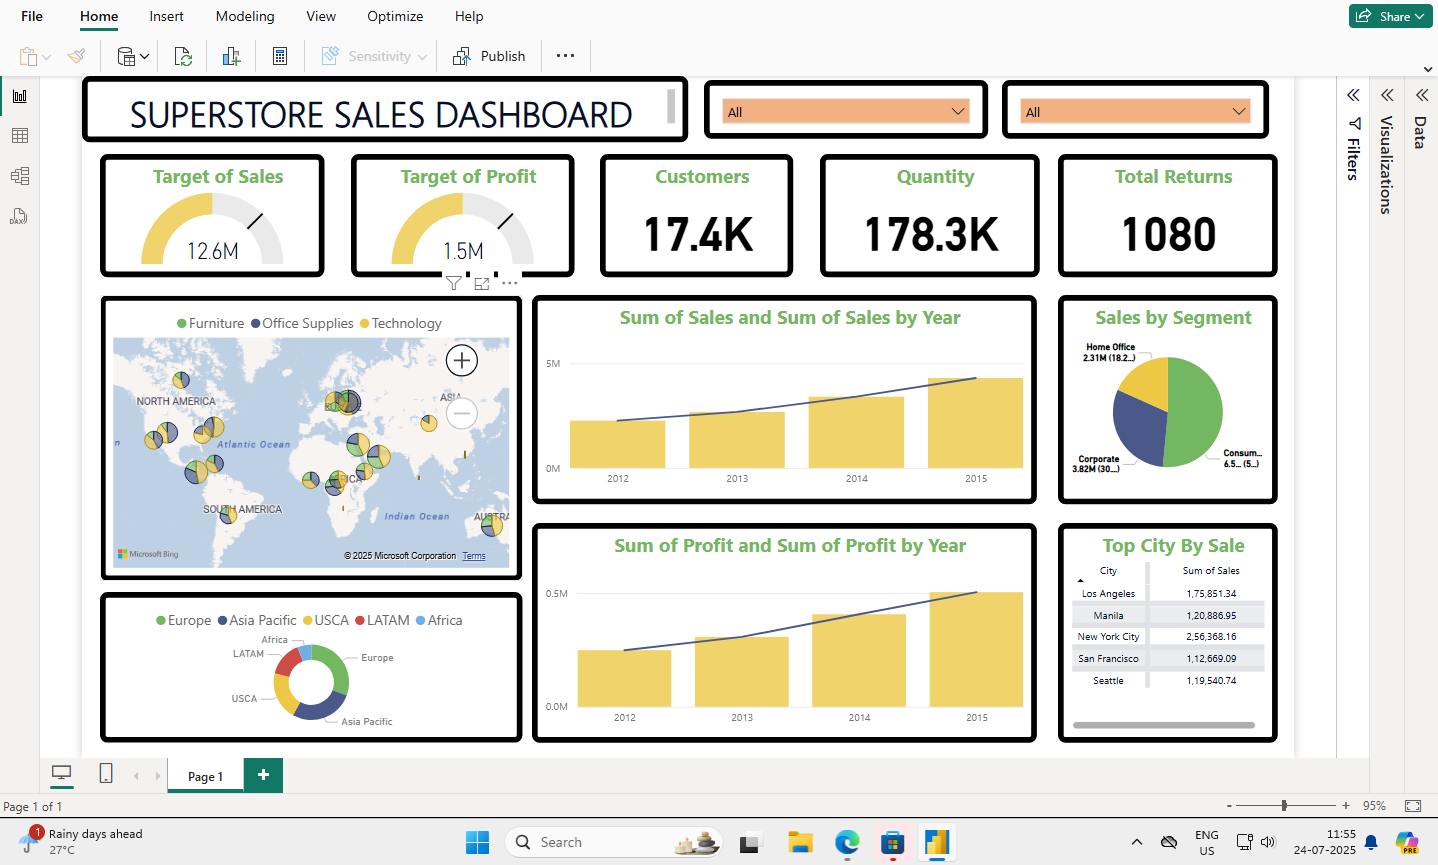 File Home Insert Modeling View Optimize Help
Share
Sensitivity Publish
SUPERSTORE SALES DASHBOARD
All
All
Filters
Visualizations
Data
Target of Sales
12.6M
Target of Profit
1.5M
Customers
17.4K
Quantity
178.3K
Total Returns
1080
Furniture Office Supplies Technology
NORTH AMERICA
ASIA
Atlantic Ocean
SOUTH AMERICA
Indian Ocean
Microsoft Bing
© 2025 Microsoft Corporation Terms
Sum of Sales and Sum of Sales by Year
5M
0M
2012 2013 2014 2015
Sales by Segment
Home Office
2.31M (18.2...)
Corporate
3.82M (30....)
Consum...
6.5... (5...)
Europe Asia Pacific USCA LATAM Africa
Africa
LATAM
Europe
USCA
Asia Pacific
Sum of Profit and Sum of Profit by Year
0.5M
0.0M
2012 2013 2014 2015
Top City By Sale
City Sum of Sales
Los Angeles 1,75,851.34
Manila 1,20,886.95
New York City 2,56,368.16
San Francisco 1,12,669.09
Seattle 1,19,540.74
Page 1
Page 1 of 1
- + 95%
1
Rainy days ahead
27°C
Search
PRE
ENG
US
11:55
24-07-2025